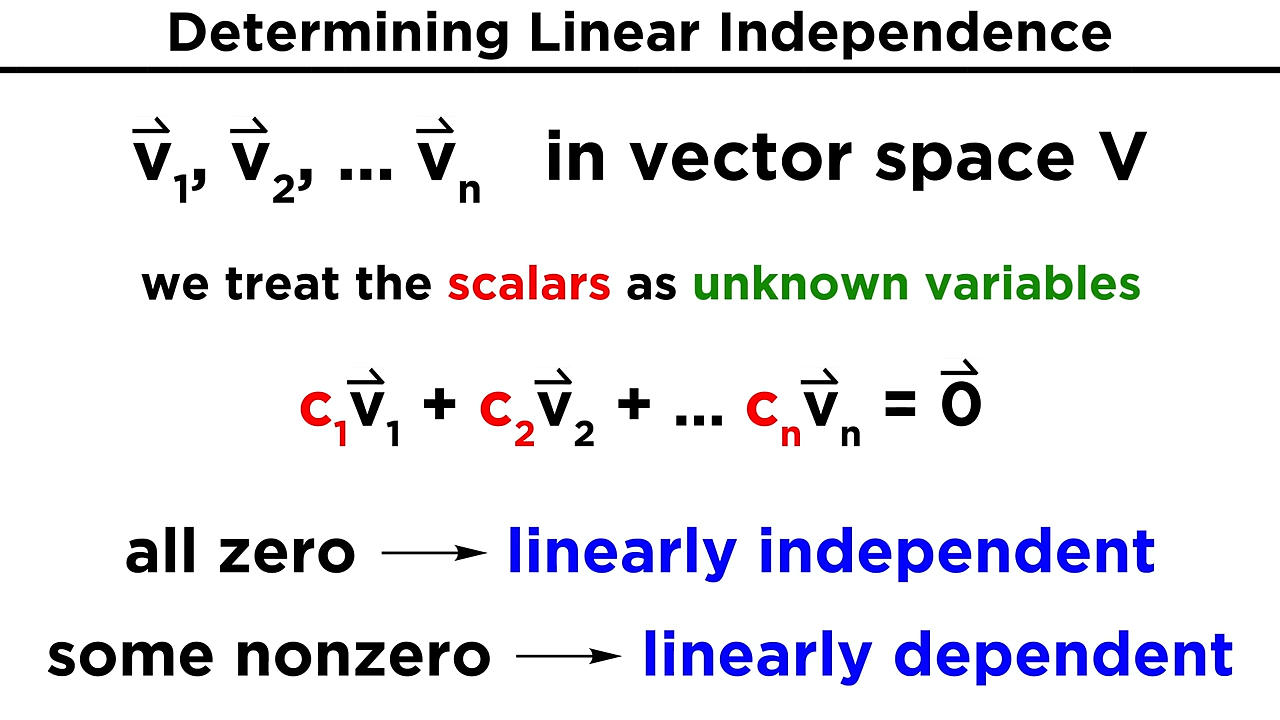 Determining Linear Independence
v⃗₁, v⃗₂, ... v⃗ₙ in vector space V
we treat the scalars as unknown variables
c₁v⃗₁ + c₂v⃗₂ + ... cₙv⃗ₙ = 0⃗
all zero → linearly independent
some nonzero → linearly dependent